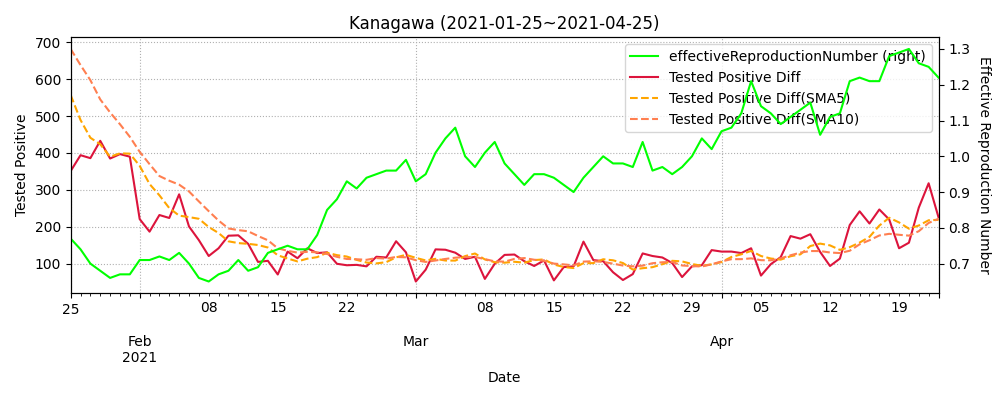 Kanagawa (2021-01-25~2021-04-25)
700
600
500
400
300
200
100
Tested Positive
1.3
1.2
1.1
1.0
0.9
0.8
0.7
Effective Reproduction Number
effectiveReproductionNumber (right)
Tested Positive Diff
Tested Positive Diff(SMA5)
Tested Positive Diff(SMA10)
25 08 15 22 08 15 22 29 05 12 19
Feb Mar Apr
2021
Date